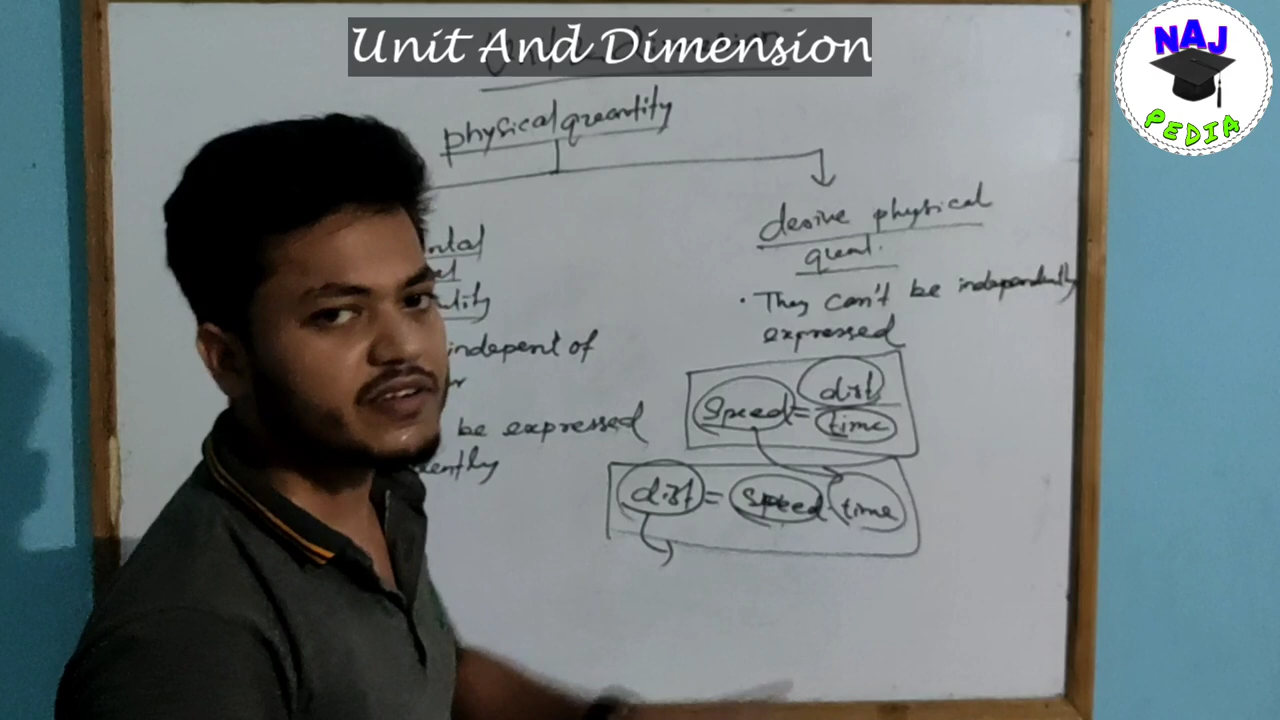 Unit And Dimension
NAJ
PEDIA
physical quantity
derive physical
quant.
• They can't be independently
expressed
speed = dist
time
dist = speed time
indepent of
be expressed